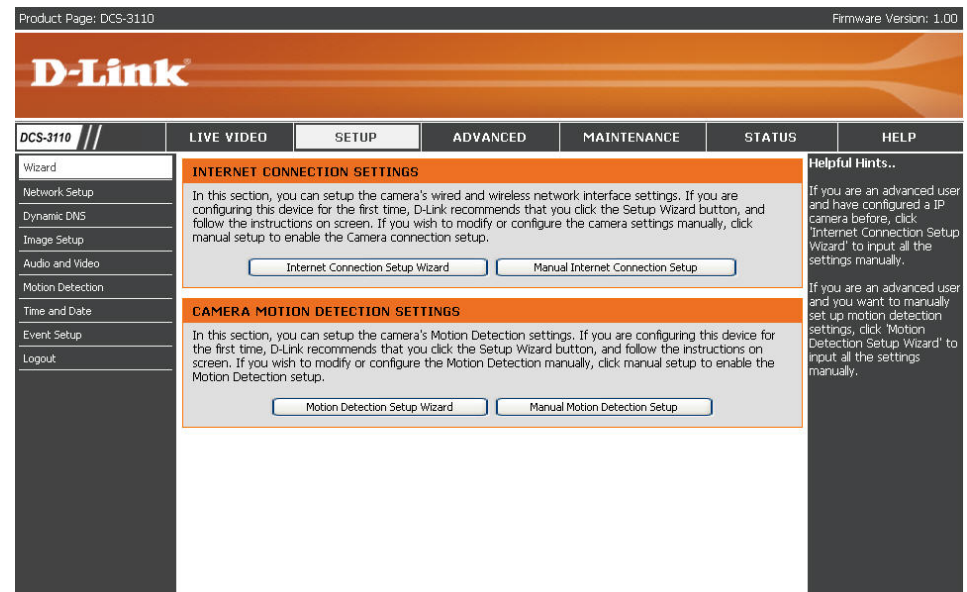 Product Page: DCS-3110
Firmware Version: 1.00
D-Link
DCS-3110
LIVE VIDEO
SETUP
ADVANCED
MAINTENANCE
STATUS
HELP
Wizard
Network Setup
Dynamic DNS
Image Setup
Audio and Video
Motion Detection
Time and Date
Event Setup
Logout
INTERNET CONNECTION SETTINGS
In this section, you can setup the camera's wired and wireless network interface settings. If you are
configuring this device for the first time, D-Link recommends that you click the Setup Wizard button, and
follow the instructions on screen. If you wish to modify or configure the camera settings manually, click
manual setup to enable the Camera connection setup.
Internet Connection Setup Wizard
Manual Internet Connection Setup
CAMERA MOTION DETECTION SETTINGS
In this section, you can setup the camera's Motion Detection settings. If you are configuring this device for
the first time, D-Link recommends that you click the Setup Wizard button, and follow the instructions on
screen. If you wish to modify or configure the Motion Detection manually, click manual setup to enable the
Motion Detection setup.
Motion Detection Setup Wizard
Manual Motion Detection Setup
Helpful Hints..
If you are an advanced user
and have configured a IP
camera before, click
'Internet Connection Setup
Wizard' to input all the
settings manually.
If you are an advanced user
and you want to manually
set up motion detection
settings, click 'Motion
Detection Setup Wizard' to
input all the settings
manually.